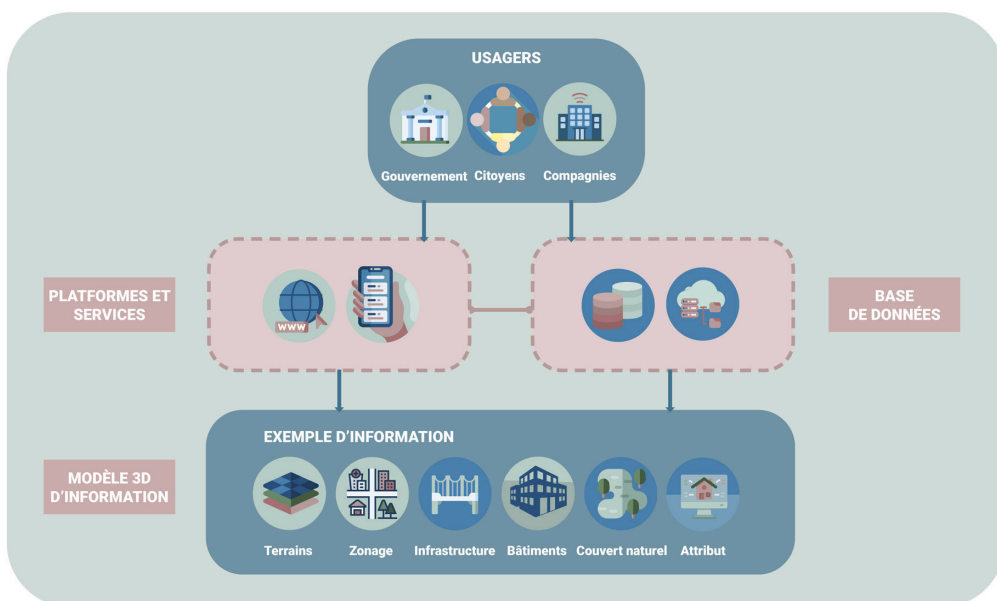 USAGERS
Gouvernement
Citoyens
Compagnies
PLATFORMES ET
SERVICES
WWW
BASE
DE DONNÉES
EXEMPLE D'INFORMATION
MODÈLE 3D
D'INFORMATION
Terrains
Zonage
Infrastructure
Bâtiments
Couvert naturel
Attribut